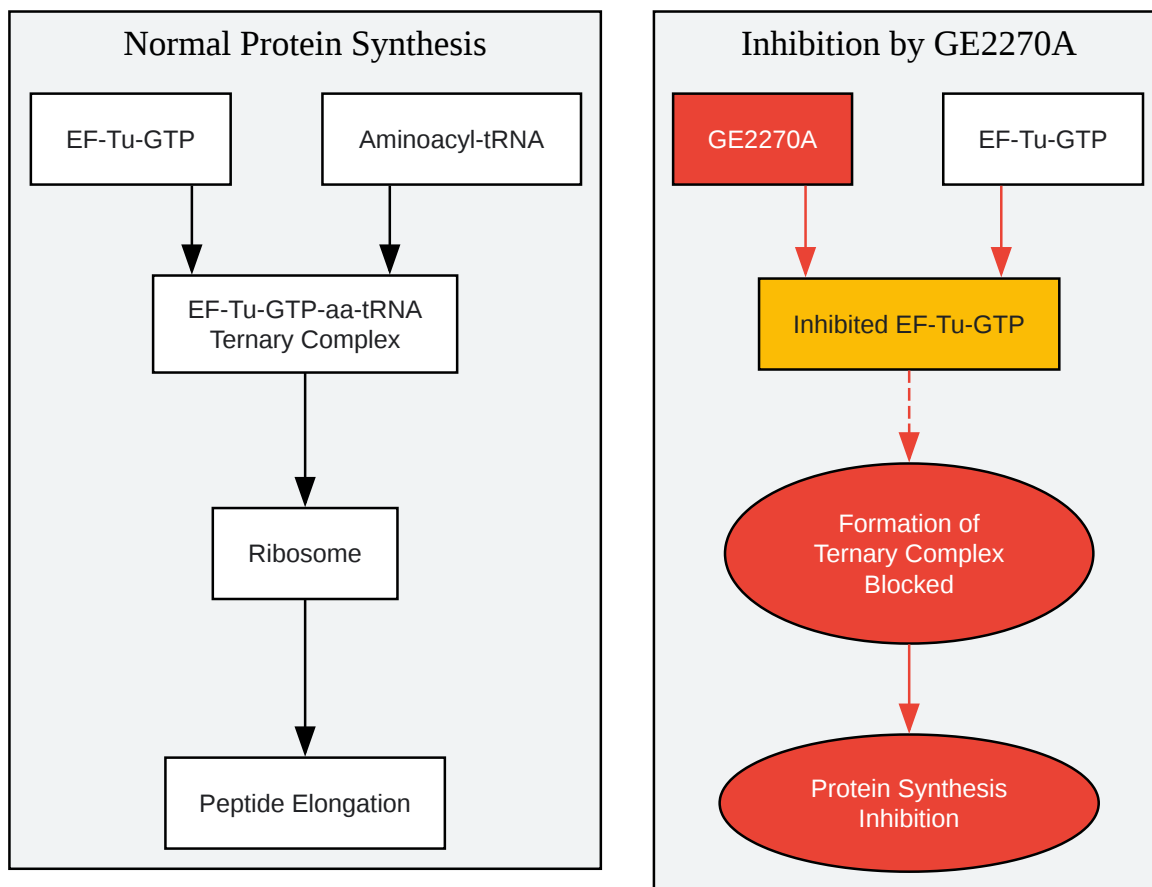 Normal Protein Synthesis
EF-Tu-GTP
Aminoacyl-tRNA
EF-Tu-GTP-aa-tRNA
Ternary Complex
Ribosome
Peptide Elongation
Inhibition by GE2270A
GE2270A
EF-Tu-GTP
Inhibited EF-Tu-GTP
Formation of
Ternary Complex
Blocked
Protein Synthesis
Inhibition